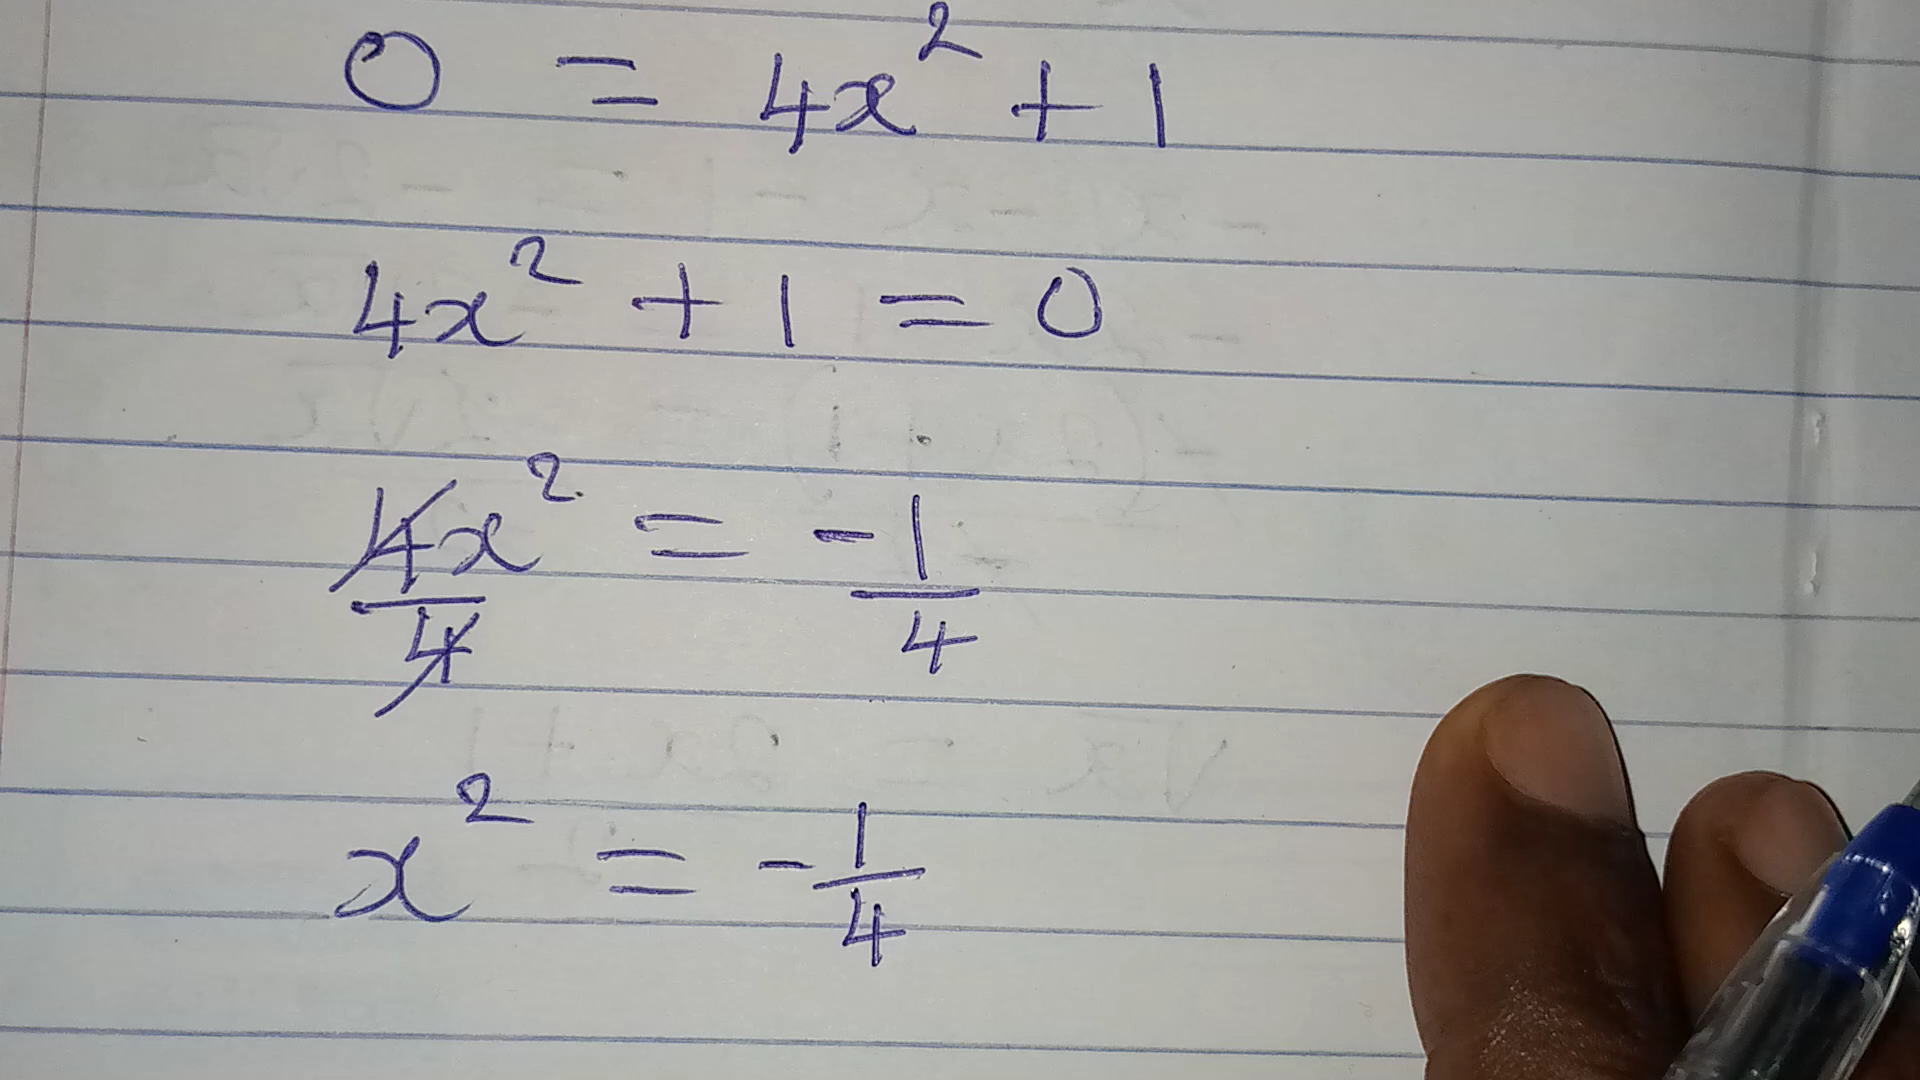 0 = 4x² + 1
4x² + 1 = 0
4x²/4 = -1/4
x² = -1/4